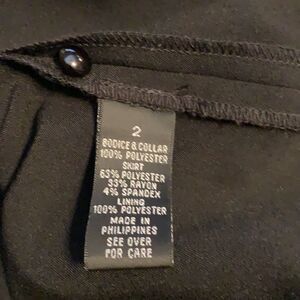 2
BODICE & COLLAR
100% POLYESTER
SKIRT
63% POLYESTER
33% RAYON
4% SPANDEX
LINING
100% POLYESTER
MADE IN
PHILIPPINES
SEE OVER
FOR CARE